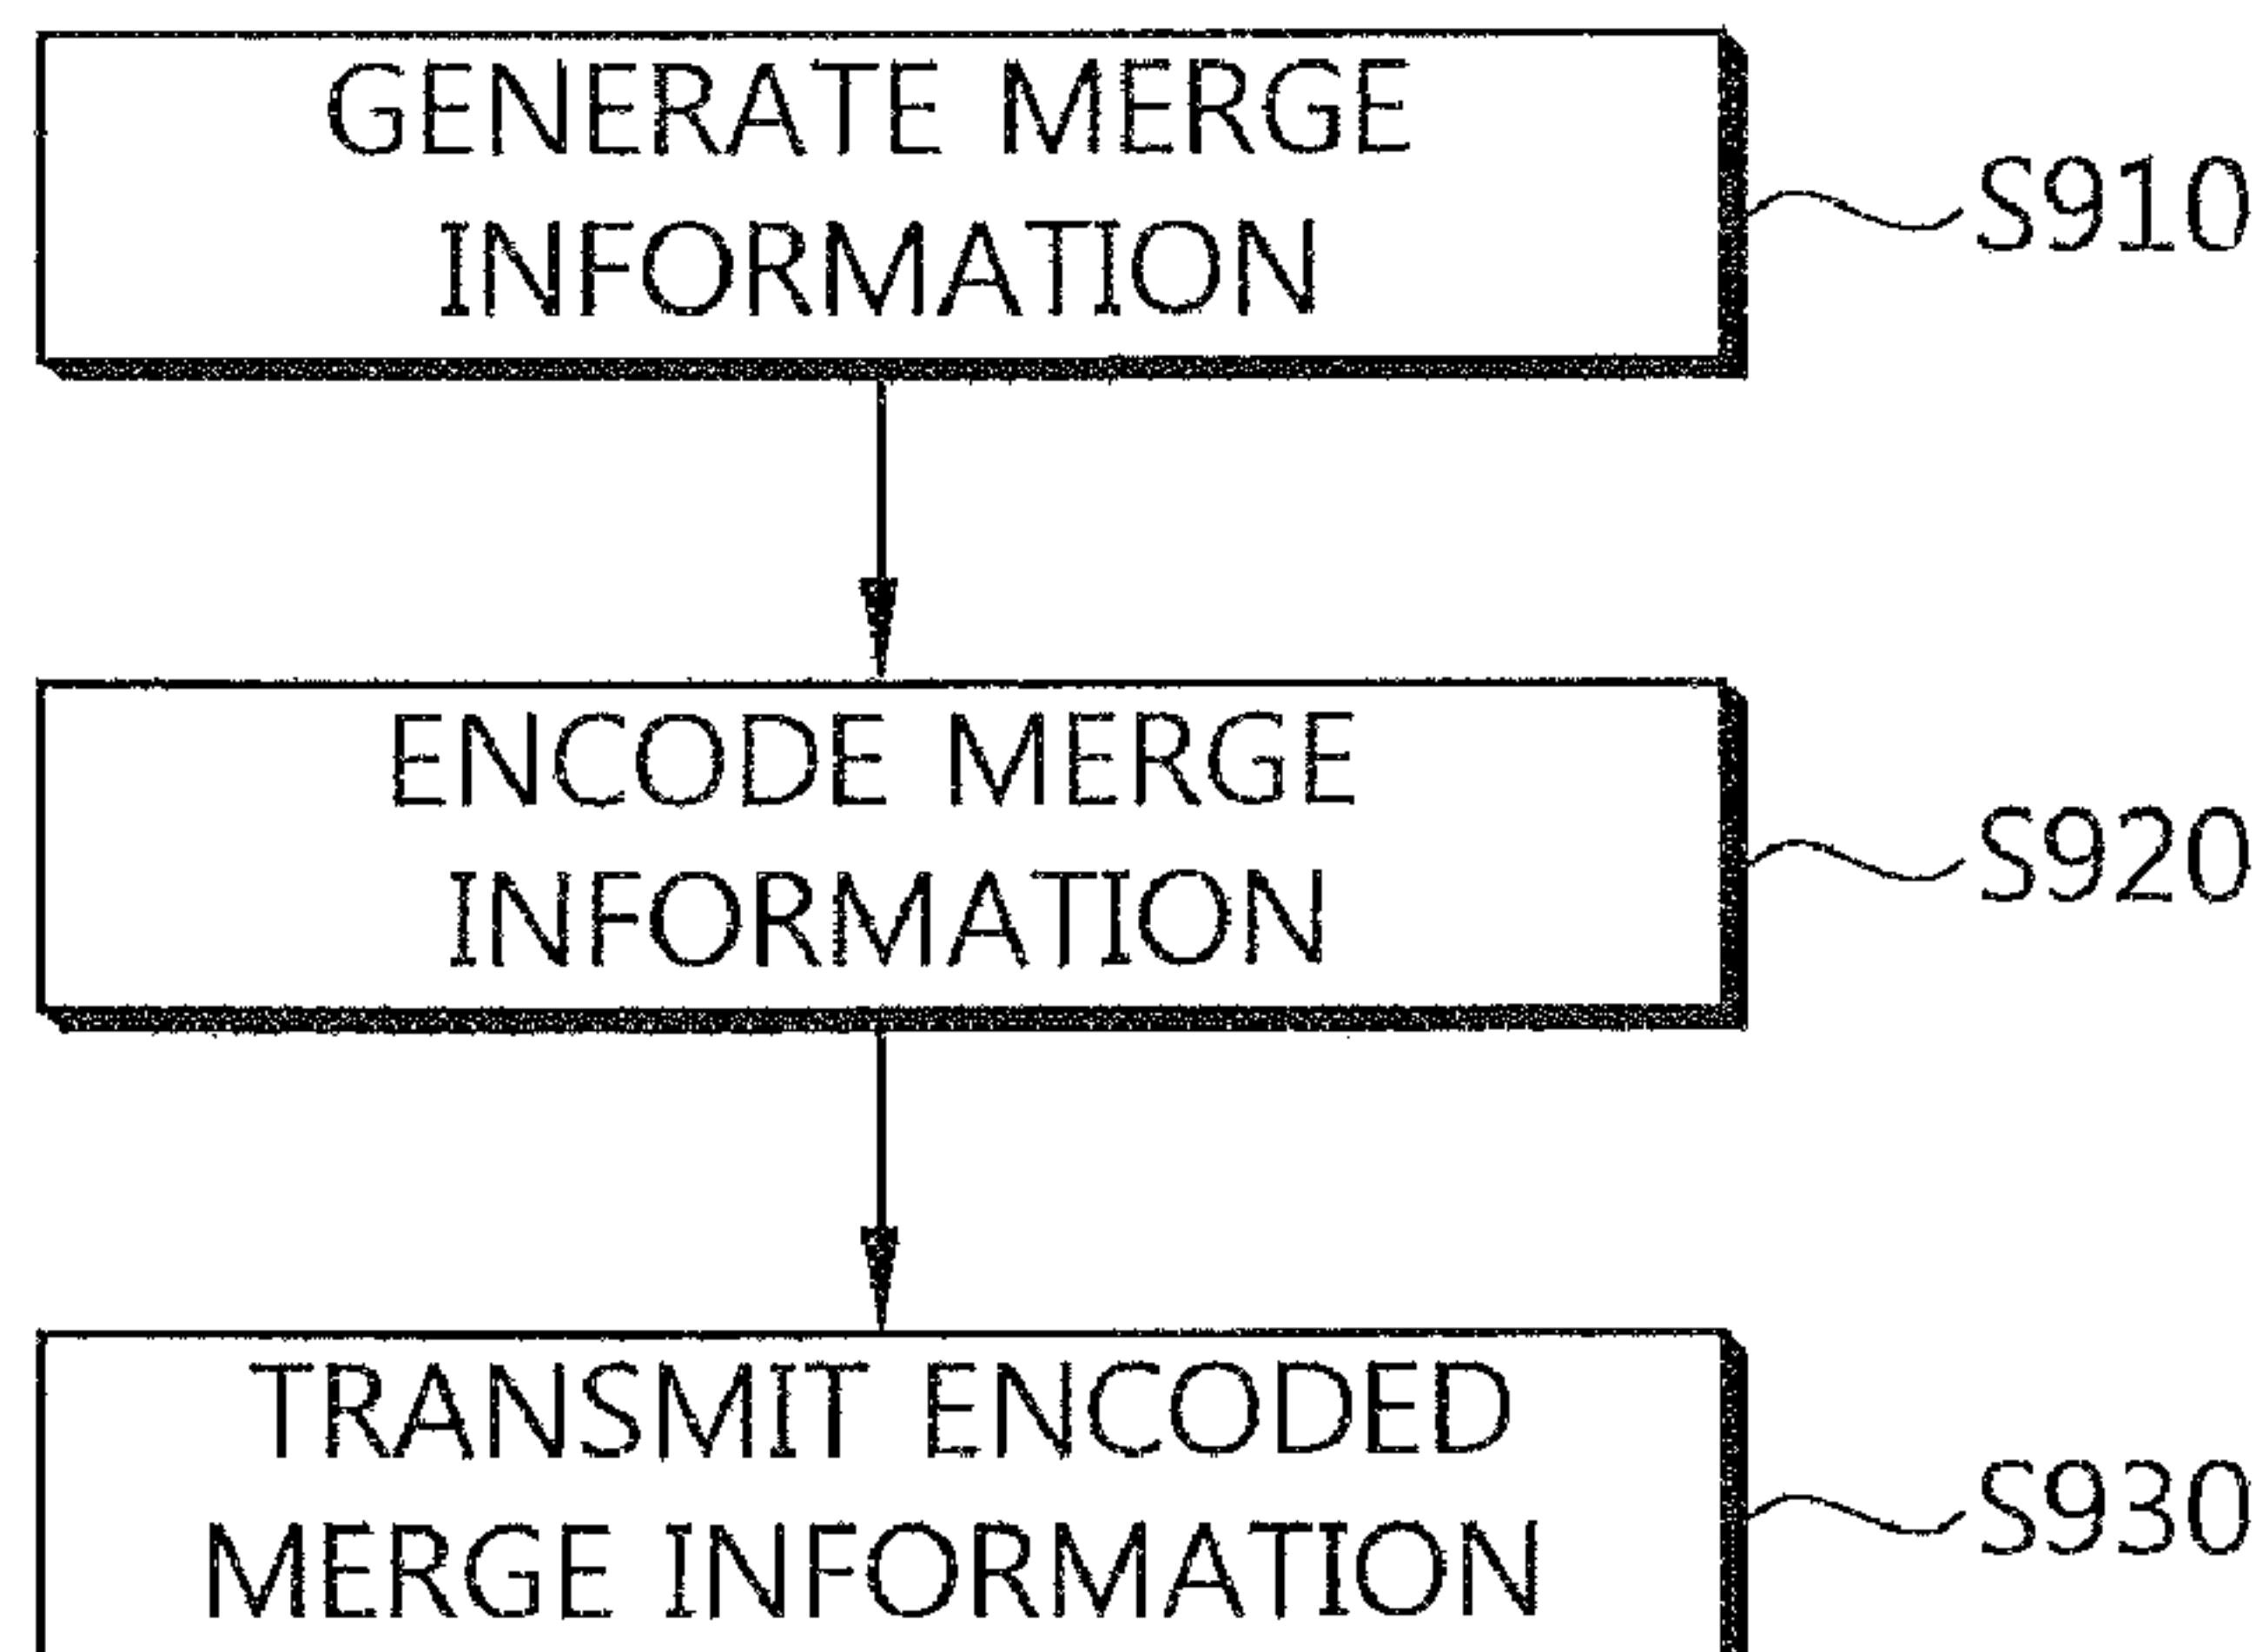 GENERATE MERGE
INFORMATION
S910
ENCODE MERGE
INFORMATION
S920
TRANSMIT ENCODED
MERGE INFORMATION
S930